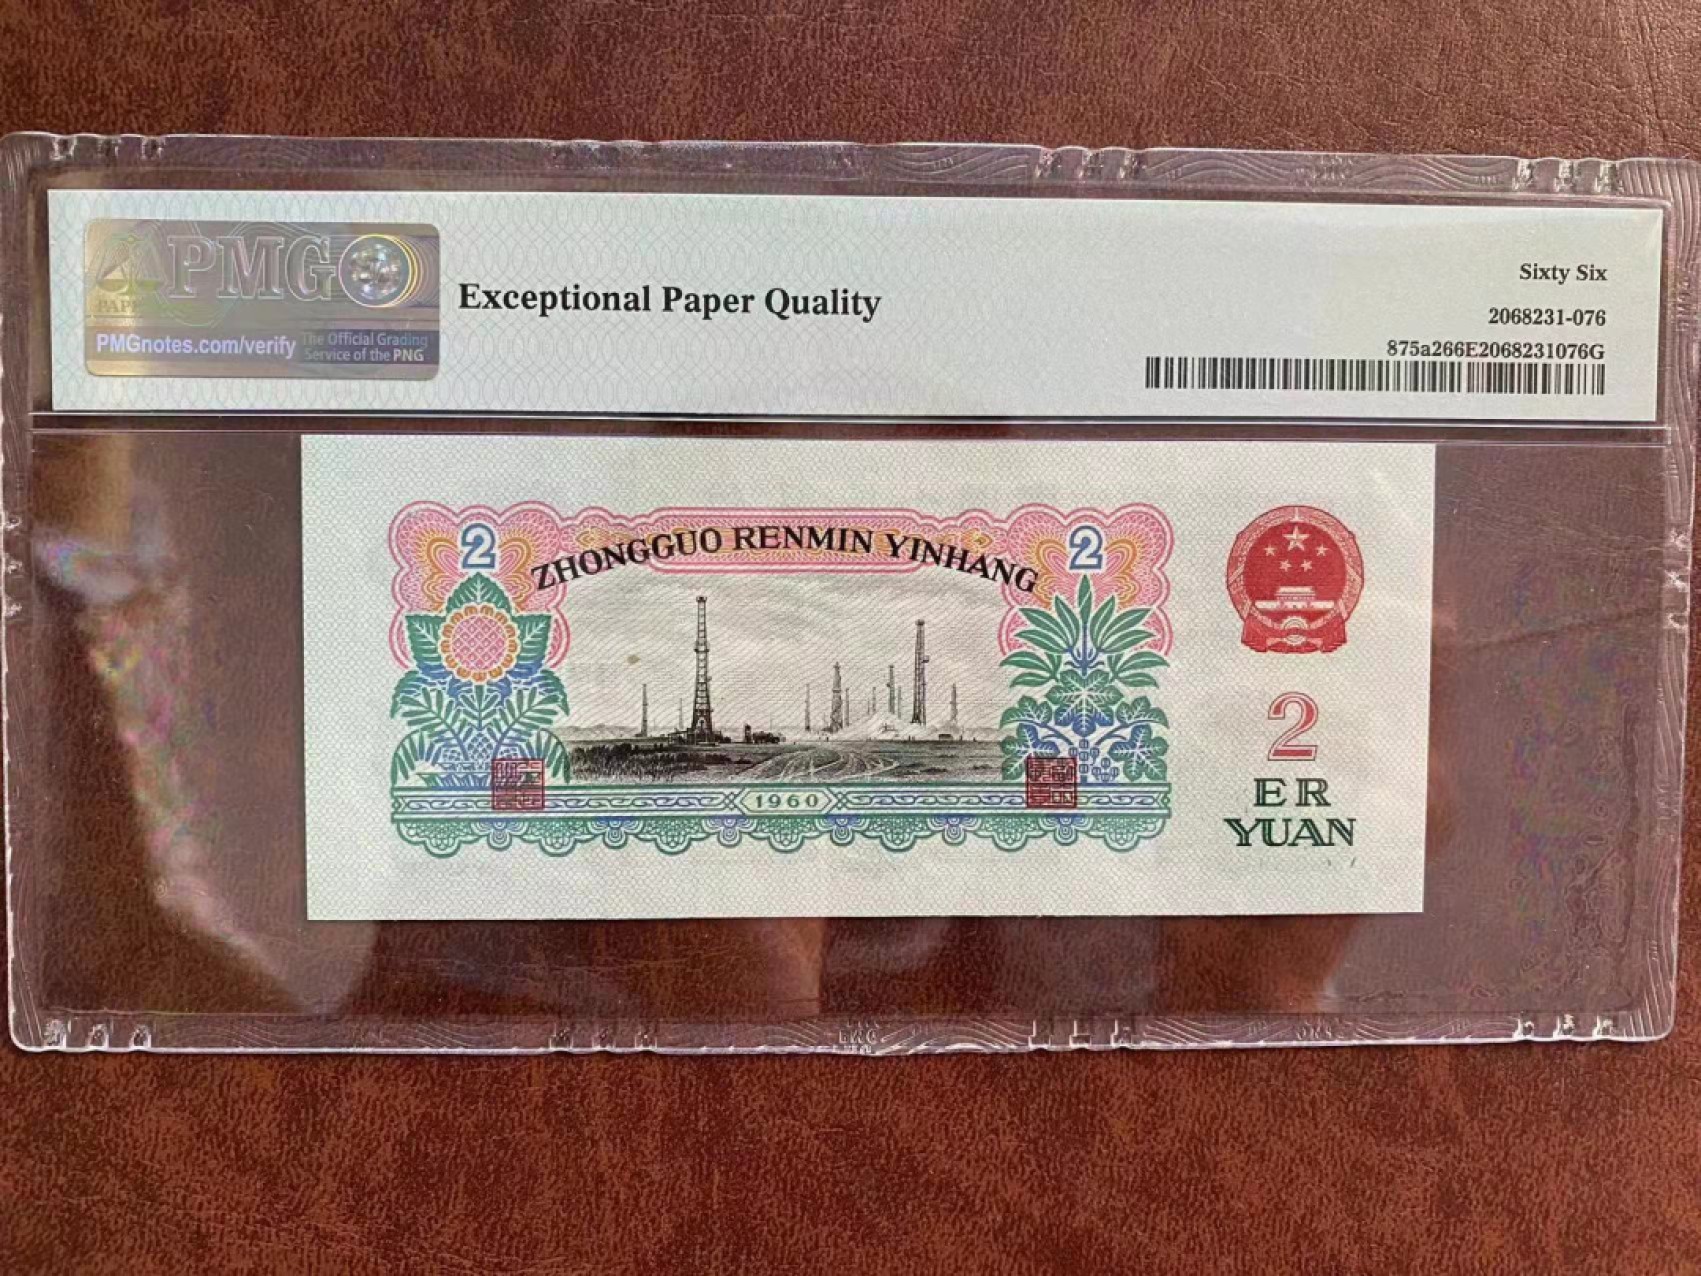 PMG
PMGnotes.com/verify
The Official Grading
Service of the PNG
Exceptional Paper Quality
Sixty Six
2068231-076
875a266E2068231076G
2
ZHONGGUO RENMIN YINHANG
2
1960
2
ER
YUAN